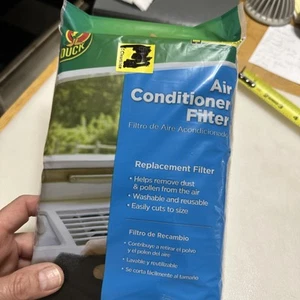 DUCK
Air
Conditioner
Filter
Filtro de Aire Acondicionado
Replacement Filter
• Helps remove dust
& pollen from the air
• Washable and reusable
• Easily cuts to size
Filtro de Recambio
• Contribuye a retirar el polvo
y el polen del aire
• Lavable y reutilizable
• Se corta fácilmente al tamaño